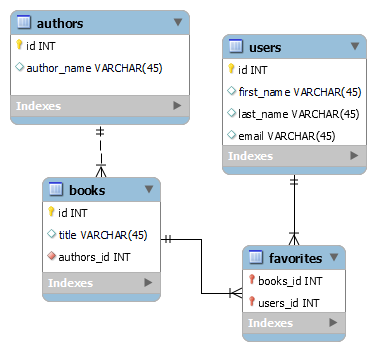 authors
id INT
author_name VARCHAR(45)
Indexes
users
id INT
first_name VARCHAR(45)
last_name VARCHAR(45)
email VARCHAR(45)
Indexes
books
id INT
title VARCHAR(45)
authors_id INT
Indexes
favorites
books_id INT
users_id INT
Indexes